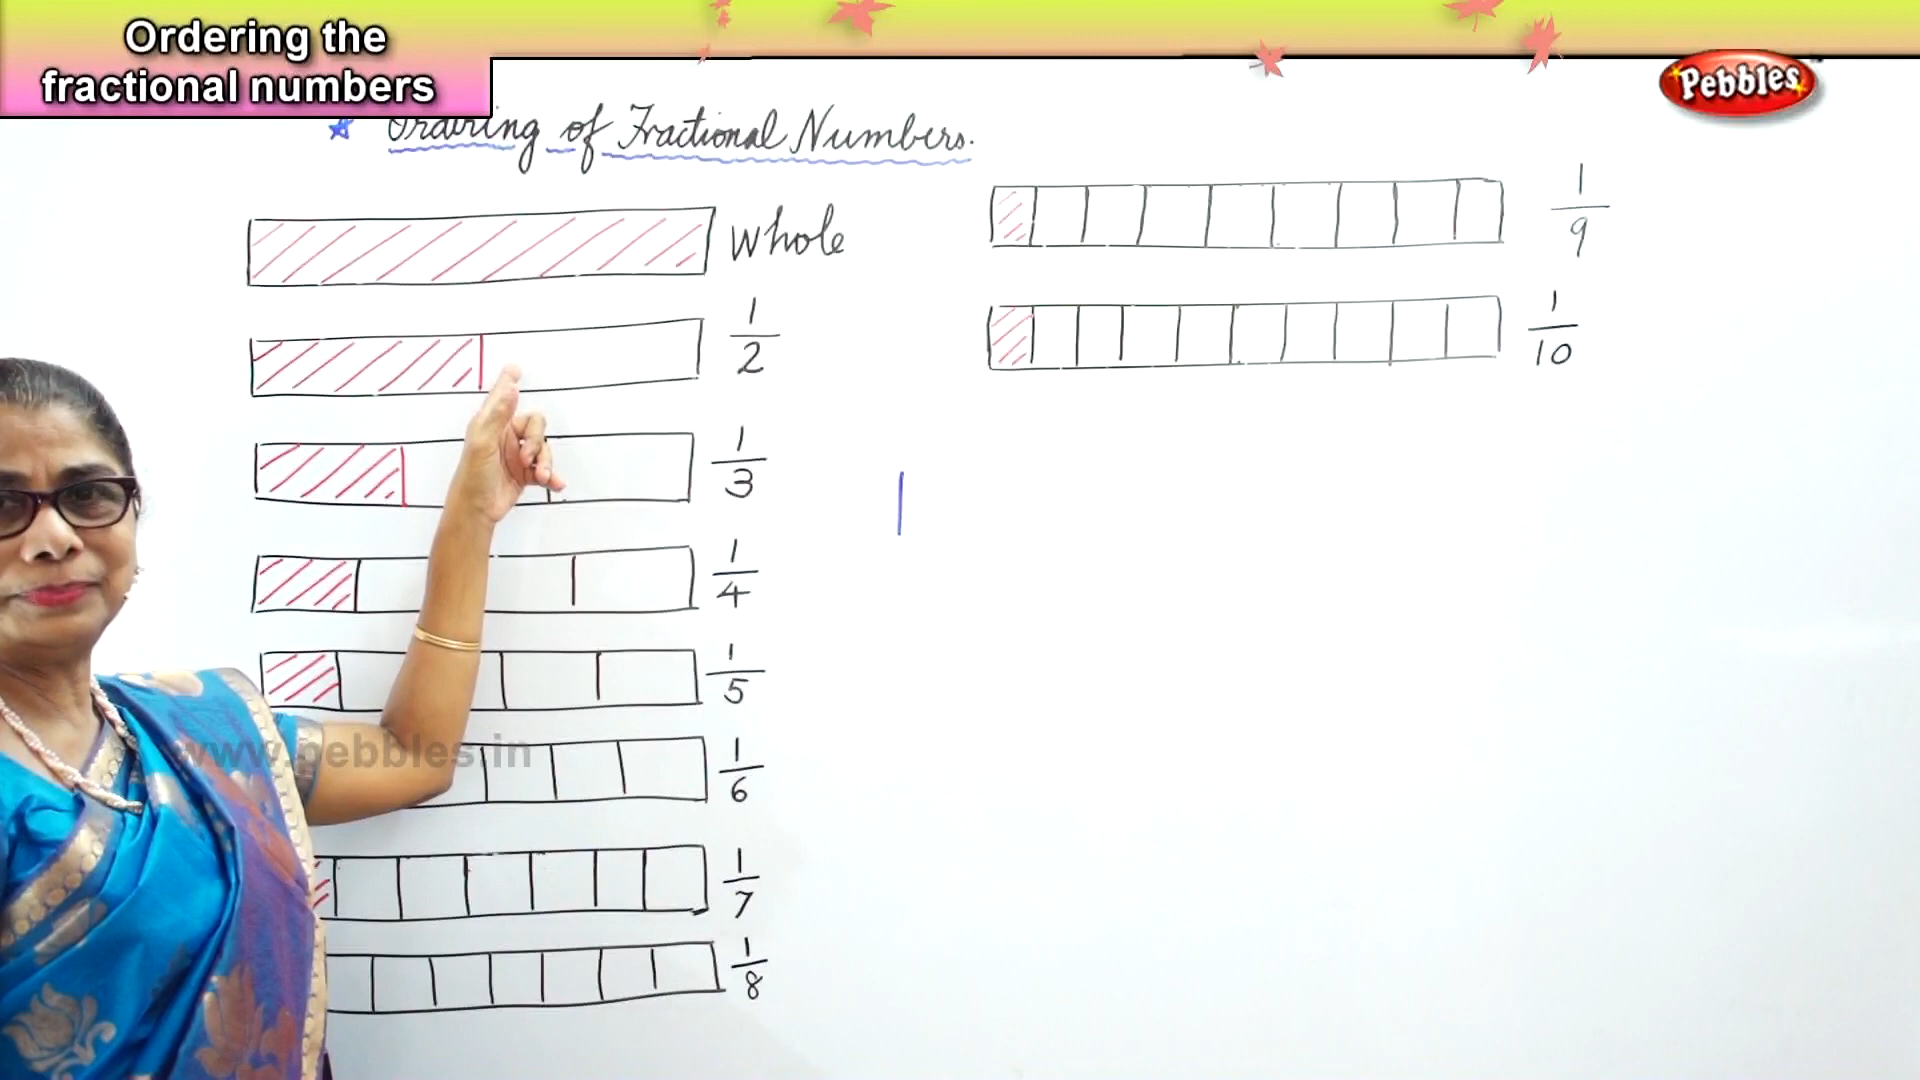 Ordering the
fractional numbers
Pebbles
★ Ordering of Fractional Numbers.
Whole
1/2
1/3
1/4
1/5
1/6
1/7
1/8
1/9
1/10
1
www.pebbles.in